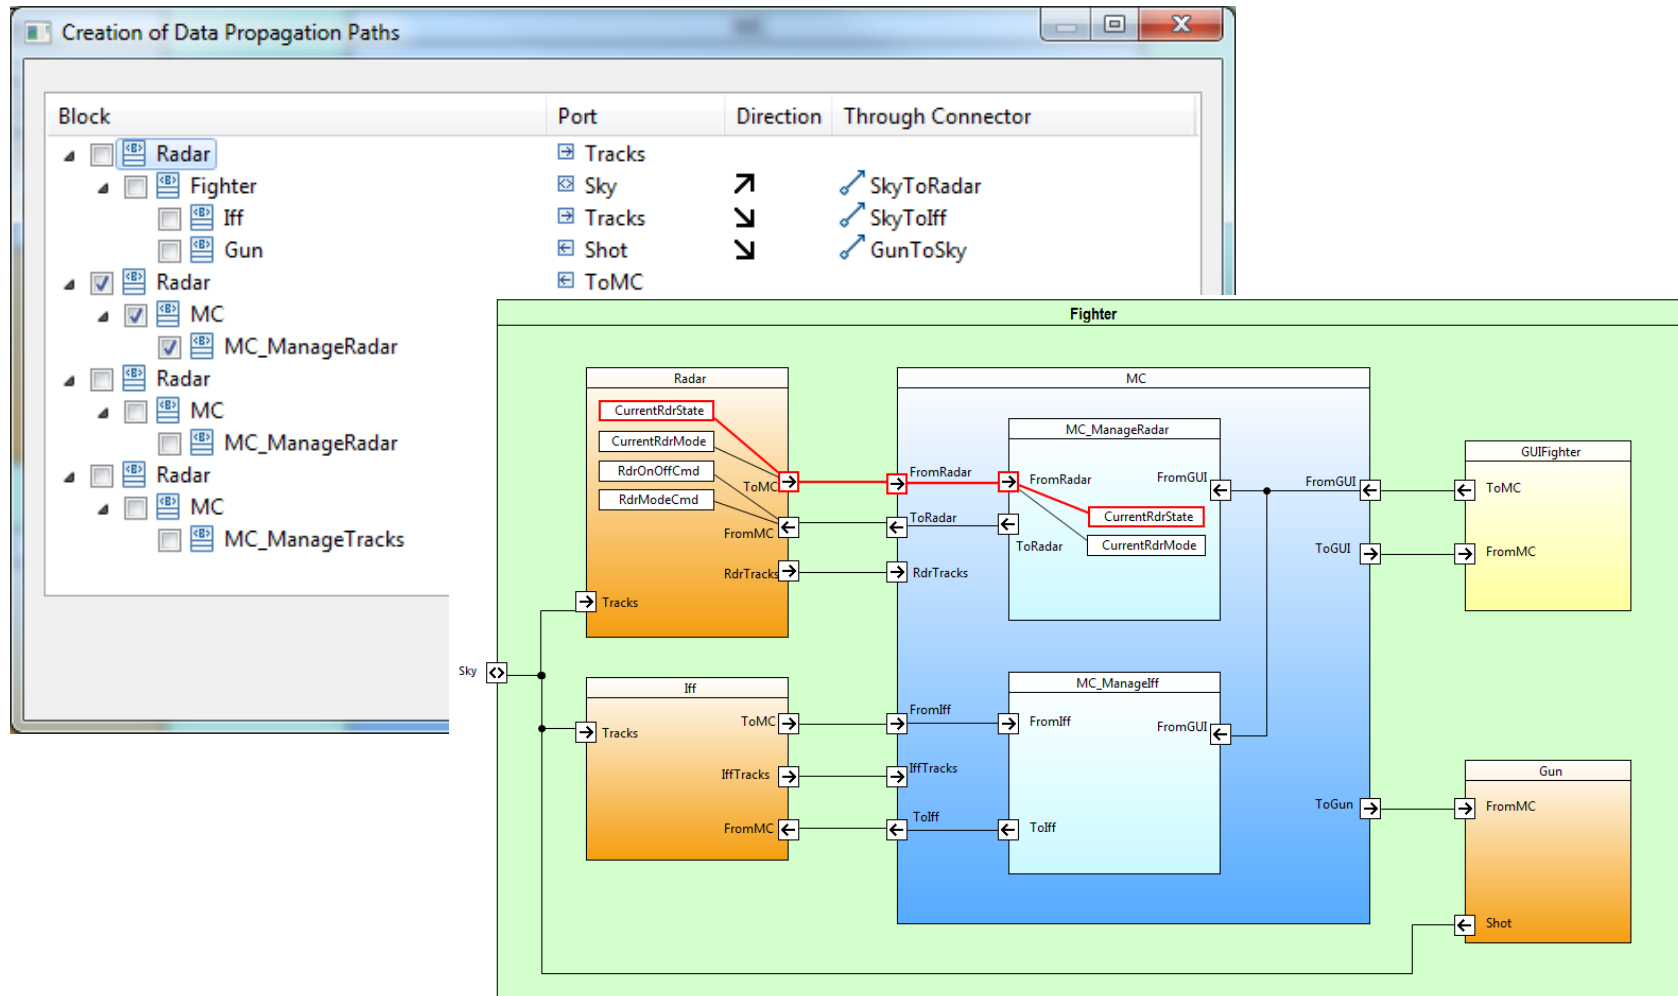 Creation of Data Propagation Paths
Block Port Direction Through Connector
Radar Tracks
Fighter Sky SkyToRadar
Iff Tracks SkyToIff
Gun Shot GunToSky
Radar ToMC
MC
MC_ManageRadar
Radar
MC
MC_ManageRadar
Radar
MC
MC_ManageTracks
Fighter
Radar
CurrentRdrState
CurrentRdrMode
RdrOnOffCmd
RdrModeCmd
ToMC
FromMC
RdrTracks
Tracks
MC
FromRadar
ToRadar
RdrTracks
MC_ManageRadar
FromRadar
FromGUI
CurrentRdrState
ToRadar
CurrentRdrMode
FromGUI
ToGUI
GUIFighter
ToMC
FromMC
Sky
Iff
ToMC
Tracks
IffTracks
FromMC
FromIff
IffTracks
ToIff
MC_ManageIff
FromIff
FromGUI
ToIff
ToGun
Gun
FromMC
Shot